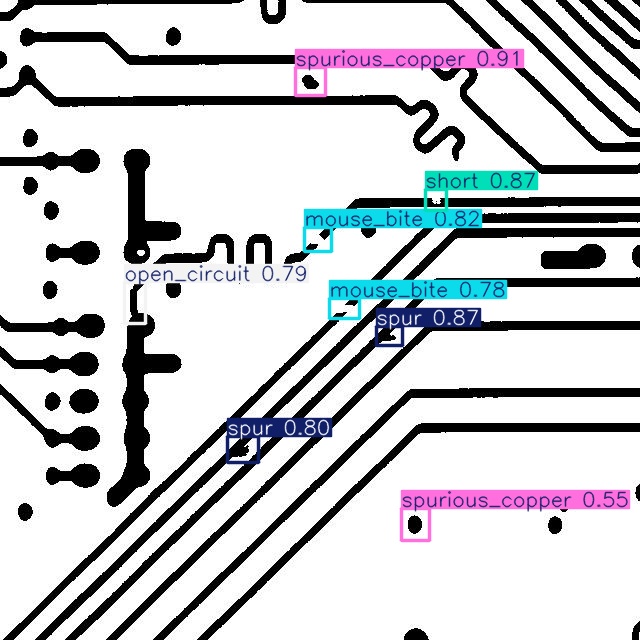 spurious_copper 0.91
short 0.87
mouse_bite 0.82
open_circuit 0.79
mouse_bite 0.78
spur 0.87
spur 0.80
spurious_copper 0.55